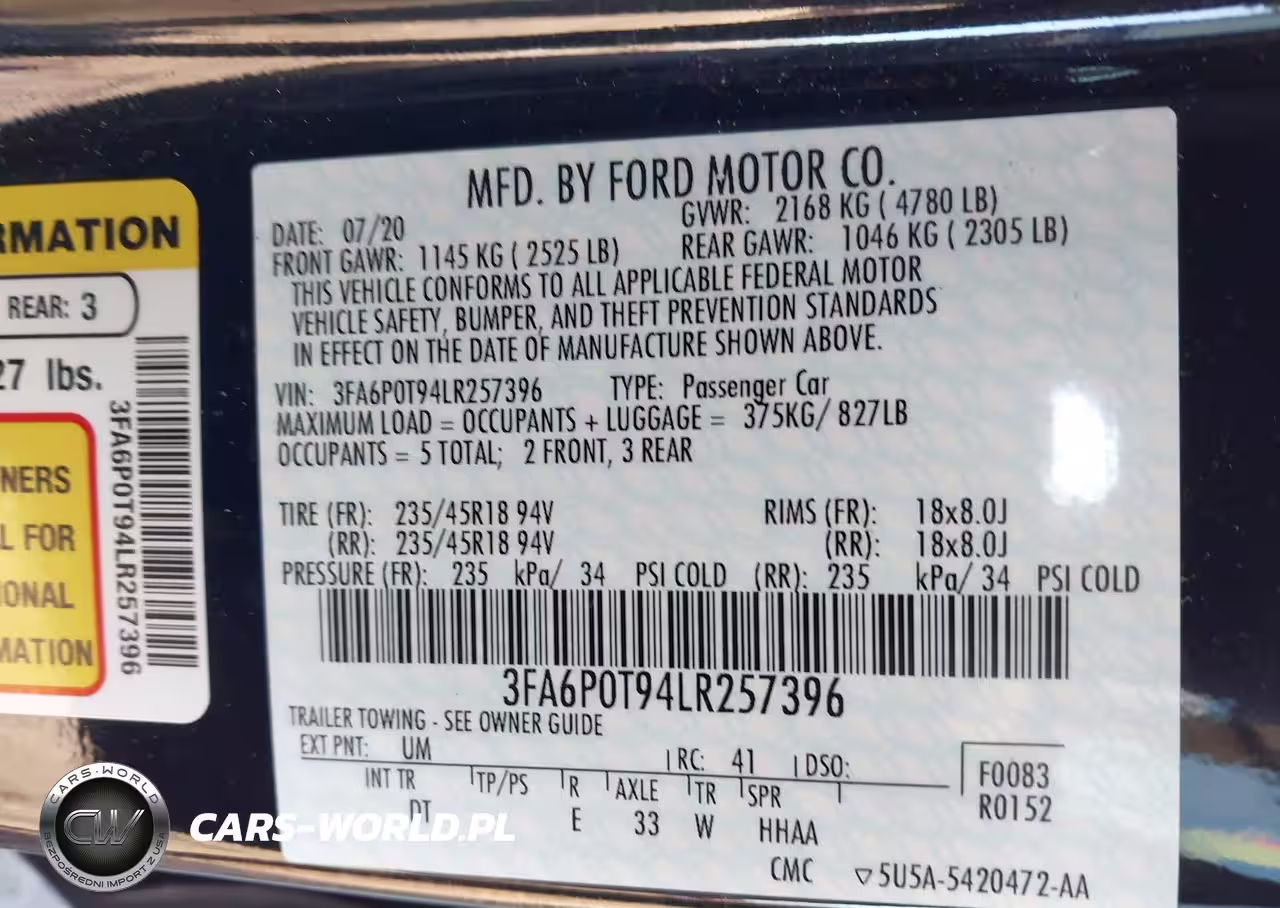 RMATION
REAR: 3
27 lbs.
NERS
L FOR
ONAL
MATION
3FA6P0T94LR257396
MFD. BY FORD MOTOR CO.
DATE: 07/20 GVWR: 2168 KG ( 4780 LB)
FRONT GAWR: 1145 KG ( 2525 LB) REAR GAWR: 1046 KG ( 2305 LB)
THIS VEHICLE CONFORMS TO ALL APPLICABLE FEDERAL MOTOR
VEHICLE SAFETY, BUMPER, AND THEFT PREVENTION STANDARDS
IN EFFECT ON THE DATE OF MANUFACTURE SHOWN ABOVE.
VIN: 3FA6P0T94LR257396 TYPE: Passenger Car
MAXIMUM LOAD = OCCUPANTS + LUGGAGE = 375KG/ 827LB
OCCUPANTS = 5 TOTAL; 2 FRONT, 3 REAR
TIRE (FR): 235/45R18 94V RIMS (FR): 18x8.0J
(RR): 235/45R18 94V (RR): 18x8.0J
PRESSURE (FR): 235 kPa/ 34 PSI COLD (RR): 235 kPa/ 34 PSI COLD
3FA6P0T94LR257396
TRAILER TOWING - SEE OWNER GUIDE
EXT PNT: UM RC: 41 DSO: F0083
R0152
INT TR TP/PS R AXLE TR SPR
DT E 33 W HHAA
CMC ▽5U5A-5420472-AA
CARS-WORLD
CW
BEZPOŚREDNI IMPORT Z USA
CARS-WORLD.PL